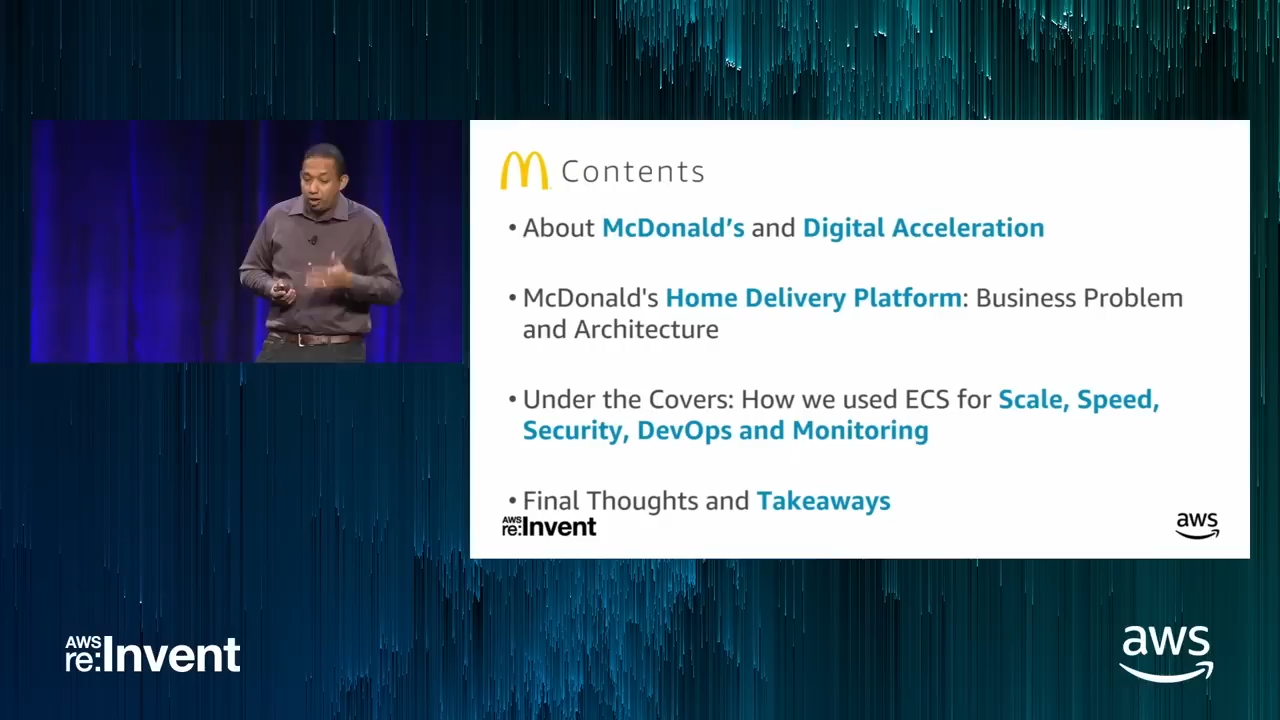 Contents
• About McDonald’s and Digital Acceleration
• McDonald's Home Delivery Platform: Business Problem
and Architecture
• Under the Covers: How we used ECS for Scale, Speed,
Security, DevOps and Monitoring
• Final Thoughts and Takeaways
AWS
re:Invent
aws
AWS
re:Invent
aws